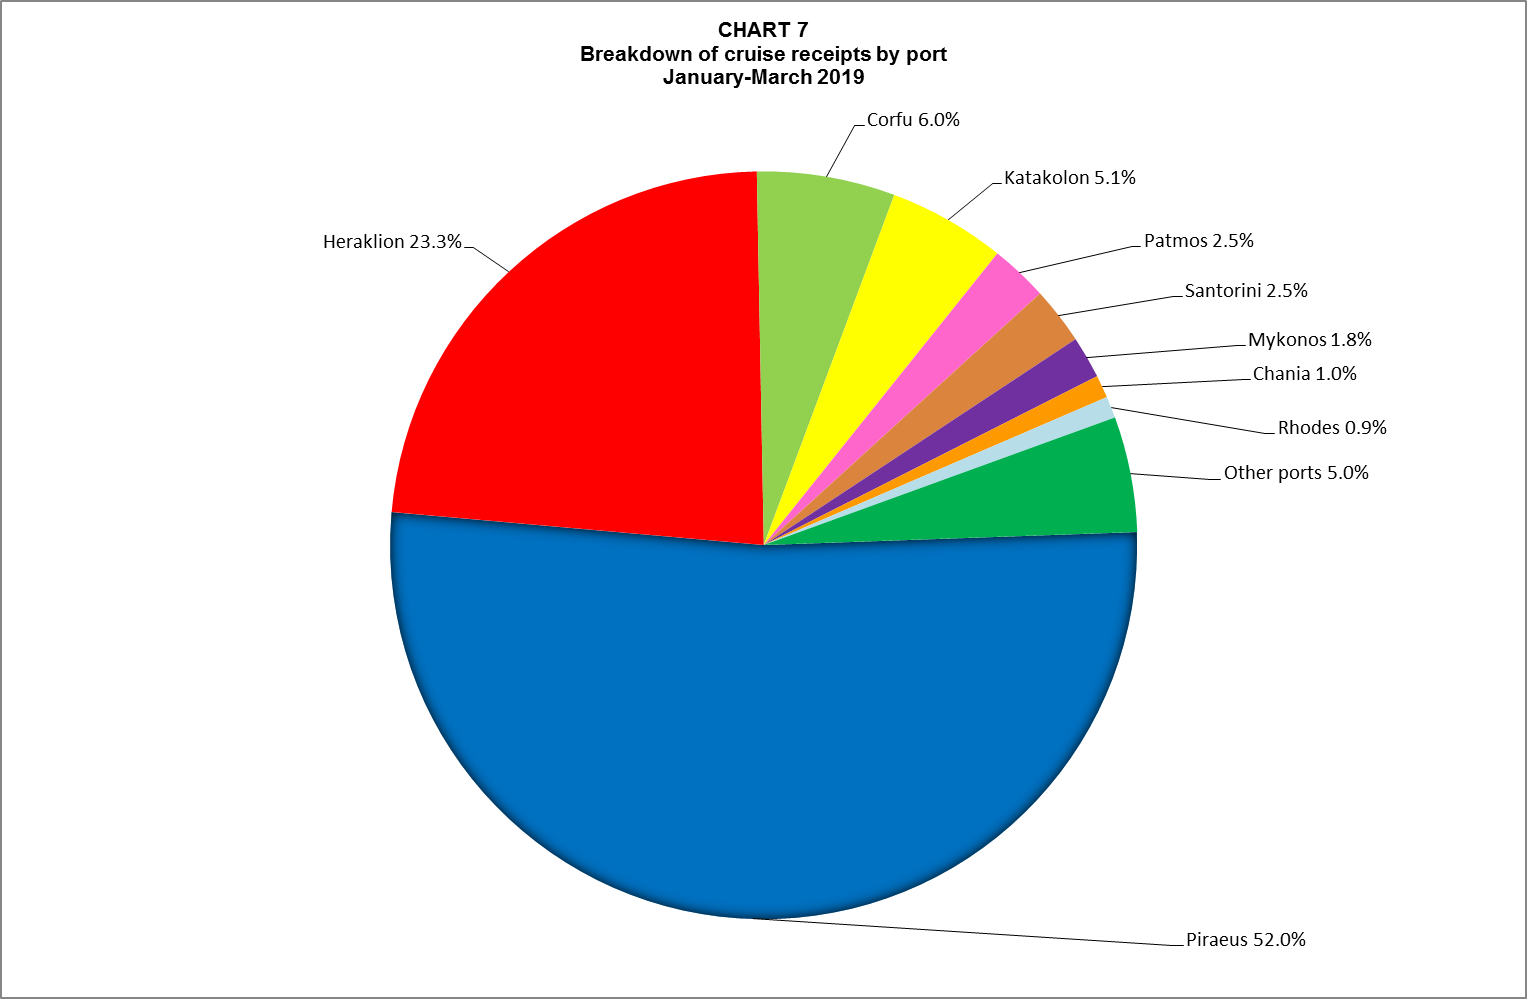 CHART 7
Breakdown of cruise receipts by port
January-March 2019
Corfu 6.0%
Katakolon 5.1%
Heraklion 23.3%
Patmos 2.5%
Santorini 2.5%
Mykonos 1.8%
Chania 1.0%
Rhodes 0.9%
Other ports 5.0%
Piraeus 52.0%